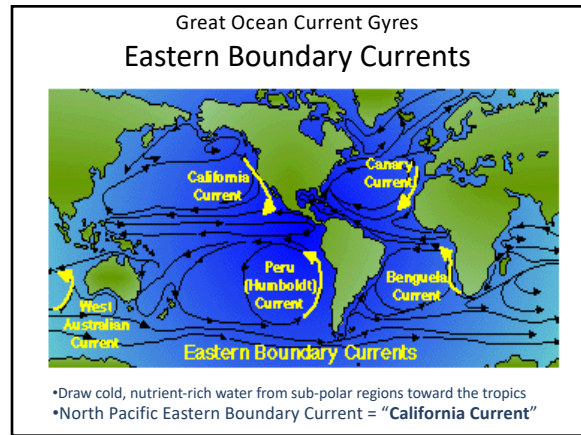 Great Ocean Current Gyres
Eastern Boundary Currents
California
Current
Canary
Current
Peru
(Humboldt)
Current
Benguela
Current
West
Australian
Current
Eastern Boundary Currents
•Draw cold, nutrient-rich water from sub-polar regions toward the tropics
•North Pacific Eastern Boundary Current = “California Current”